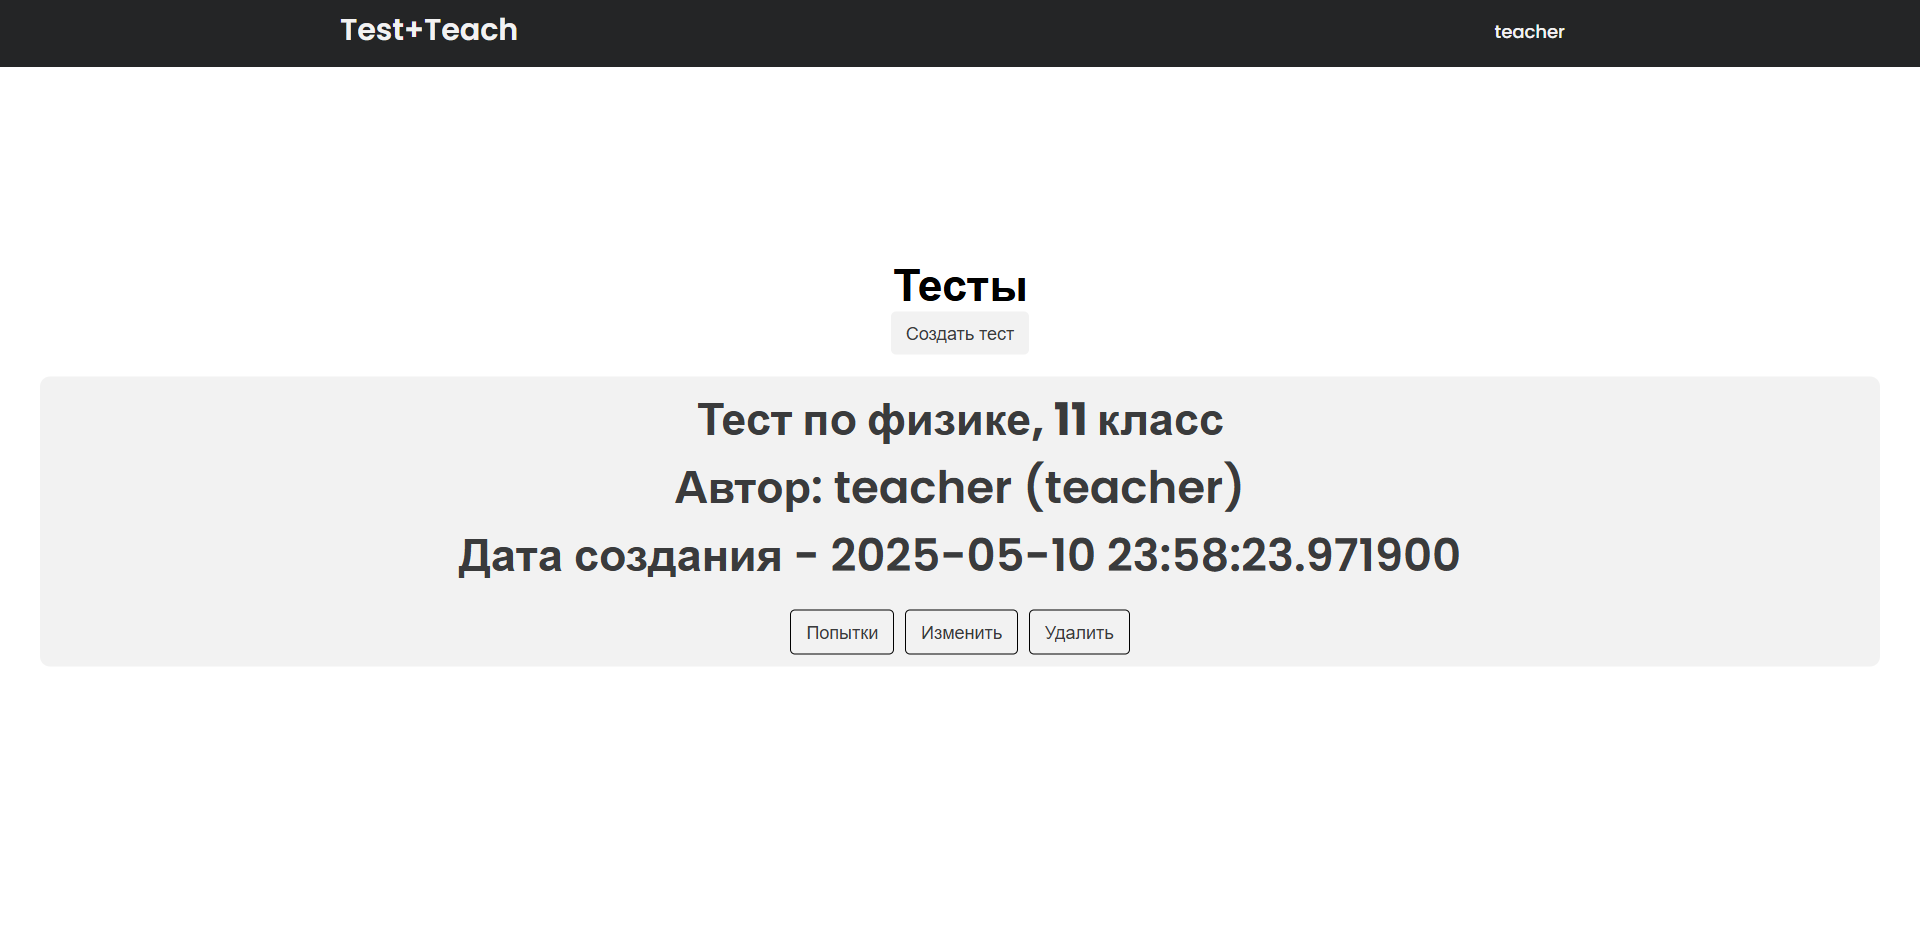 Test+Teach
teacher
Тесты
Создать тест
Тест по физике, 11 класс
Автор: teacher (teacher)
Дата создания - 2025-05-10 23:58:23.971900
Попытки
Изменить
Удалить